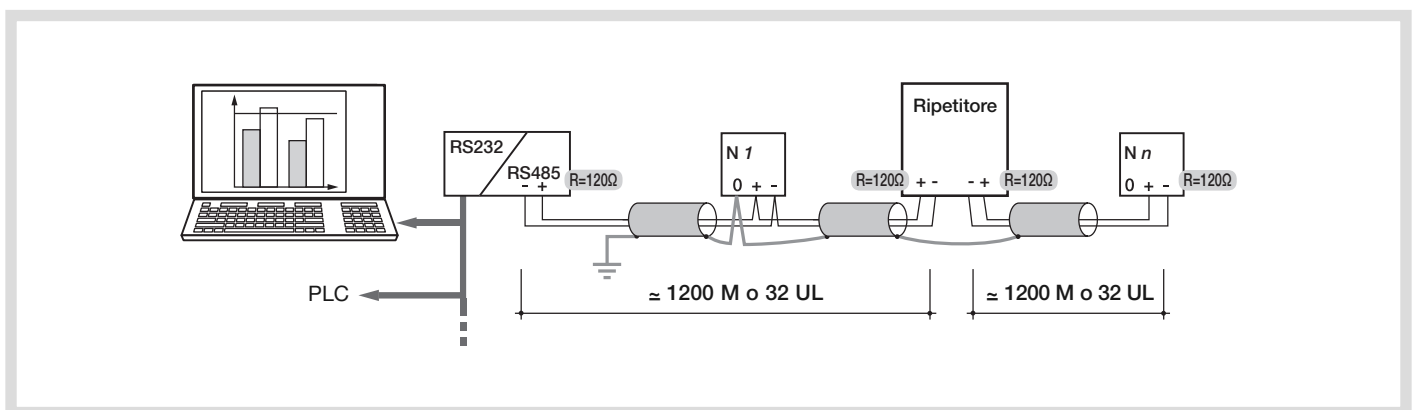 RS232
RS485
- +
R=120Ω
N 1
0 + -
Ripetitore
R=120Ω
+ -
- +
R=120Ω
N n
0 + -
R=120Ω
PLC
≃ 1200 M o 32 UL
≃ 1200 M o 32 UL